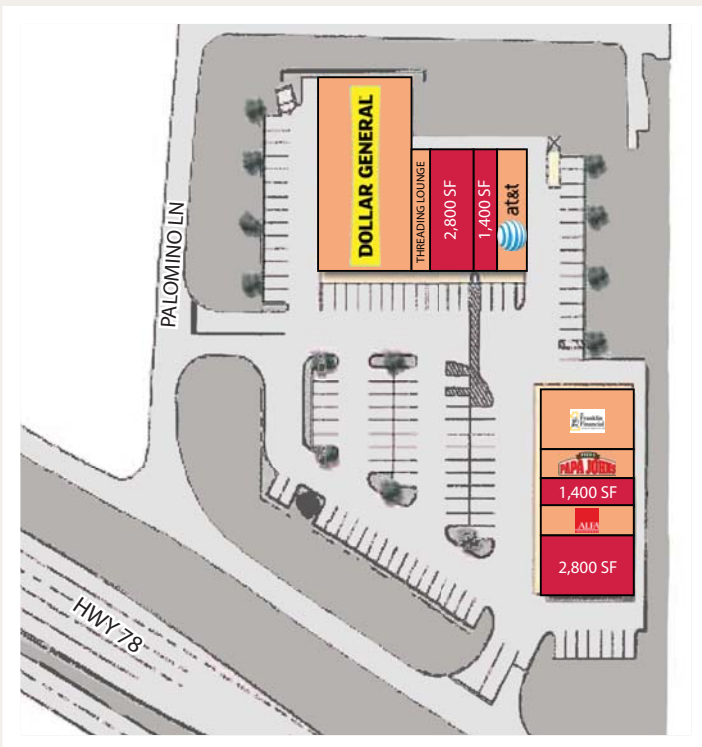 PALOMINO LN
DOLLAR GENERAL
THREADING LOUNGE
2,800 SF
1,400 SF
at&t
Franklin
Financial
PAPA JOHN'S
1,400 SF
ALFA
2,800 SF
HWY 78